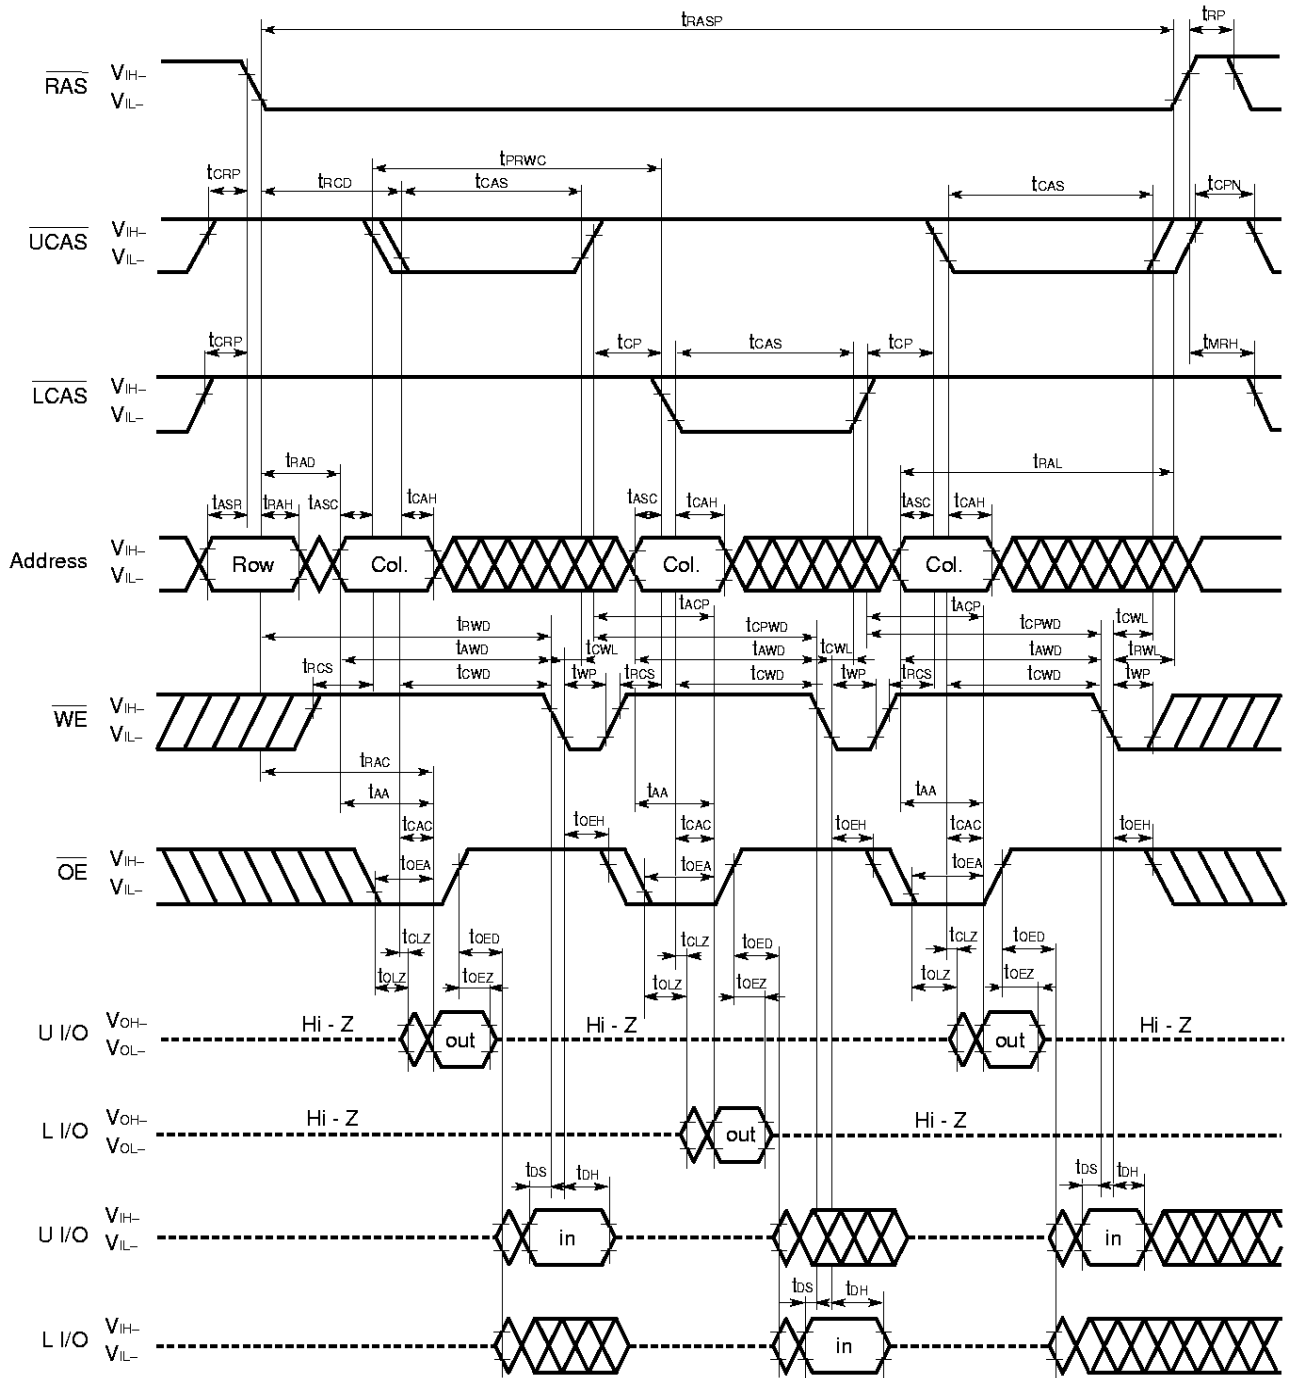 tRASP tRP
RAS VIH–
VIL–
tPRWC
tCRP tRCD tCAS tCAS tCPN
UCAS VIH–
VIL–
tCRP tCP tCAS tCP tMRH
LCAS VIH–
VIL–
tRAD tRAL
tASR tRAH tASC tCAH tASC tCAH tASC tCAH
Address VIH–
VIL–
Row Col. Col. Col.
tACP tACP
tRWD tCPWD tCPWD tCWL
tAWD tCWL tAWD tCWL tAWD tRWL
tRCS tCWD tWP tRCS tCWD tWP tRCS tCWD tWP
WE VIH–
VIL–
tRAC
tAA tAA tAA
tCAC tOEH tCAC tOEH tCAC tOEH
tOEA tOEA tOEA
OE VIH–
VIL–
tCLZ tOED tCLZ tOED tCLZ tOED
tOLZ tOEZ tOLZ tOEZ tOLZ tOEZ
U I/O VOH–
VOL–
Hi - Z out Hi - Z out Hi - Z
L I/O VOH–
VOL–
Hi - Z out Hi - Z
tDS tDH tDS tDH
U I/O VIH–
VIL–
in in
tDS tDH
L I/O VIH–
VIL–
in